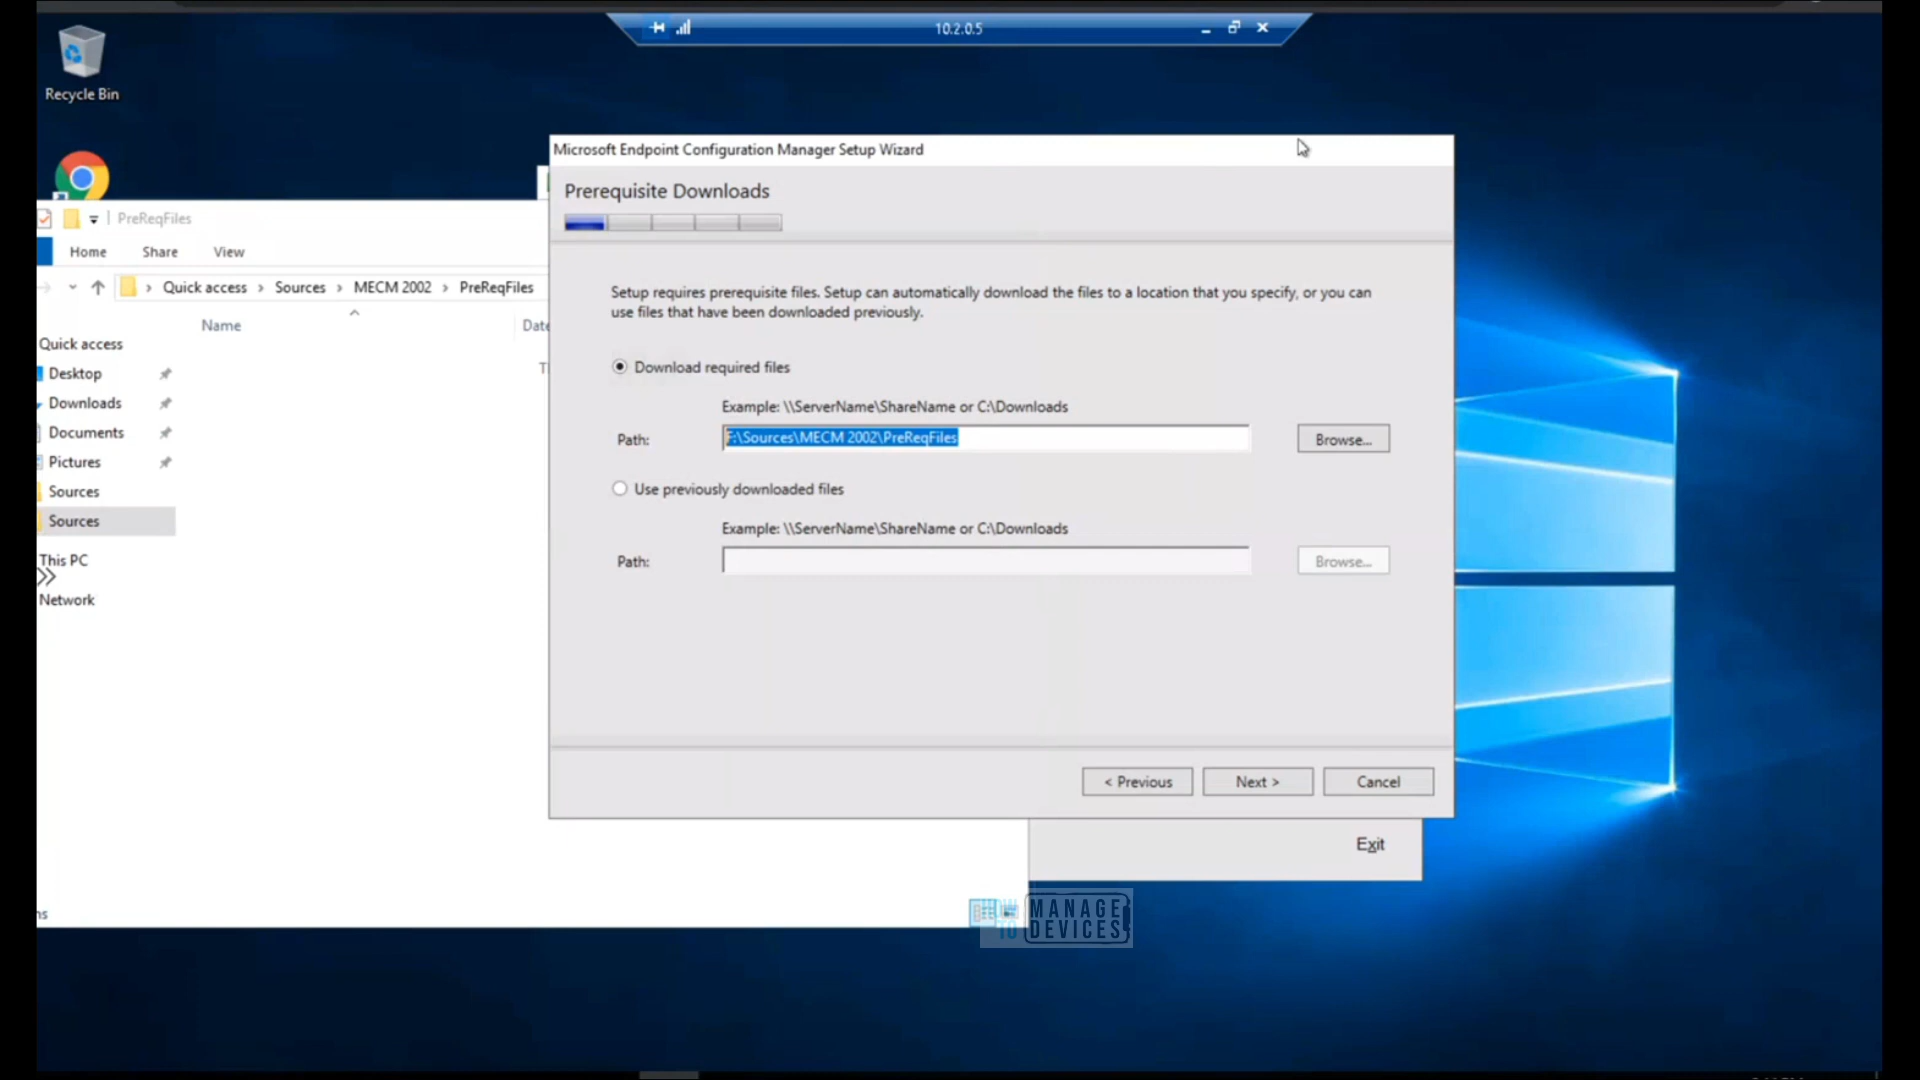 10.2.0.5
Recycle Bin
Microsoft Endpoint Configuration Manager Setup Wizard
Prerequisite Downloads
PreReqFiles
Home Share View
Quick access › Sources › MECM 2002 › PreReqFiles
Name
Date
Quick access
Desktop
Downloads
Documents
Pictures
Sources
Sources
This PC
Network
Setup requires prerequisite files. Setup can automatically download the files to a location that you specify, or you can
use files that have been downloaded previously.
Download required files
Example: \\ServerName\ShareName or C:\Downloads
Path:
F:\Sources\MECM 2002\PreReqFiles
Browse...
Use previously downloaded files
Example: \\ServerName\ShareName or C:\Downloads
Path:
Browse...
< Previous
Next >
Cancel
Exit
MANAGE
TO DEVICES